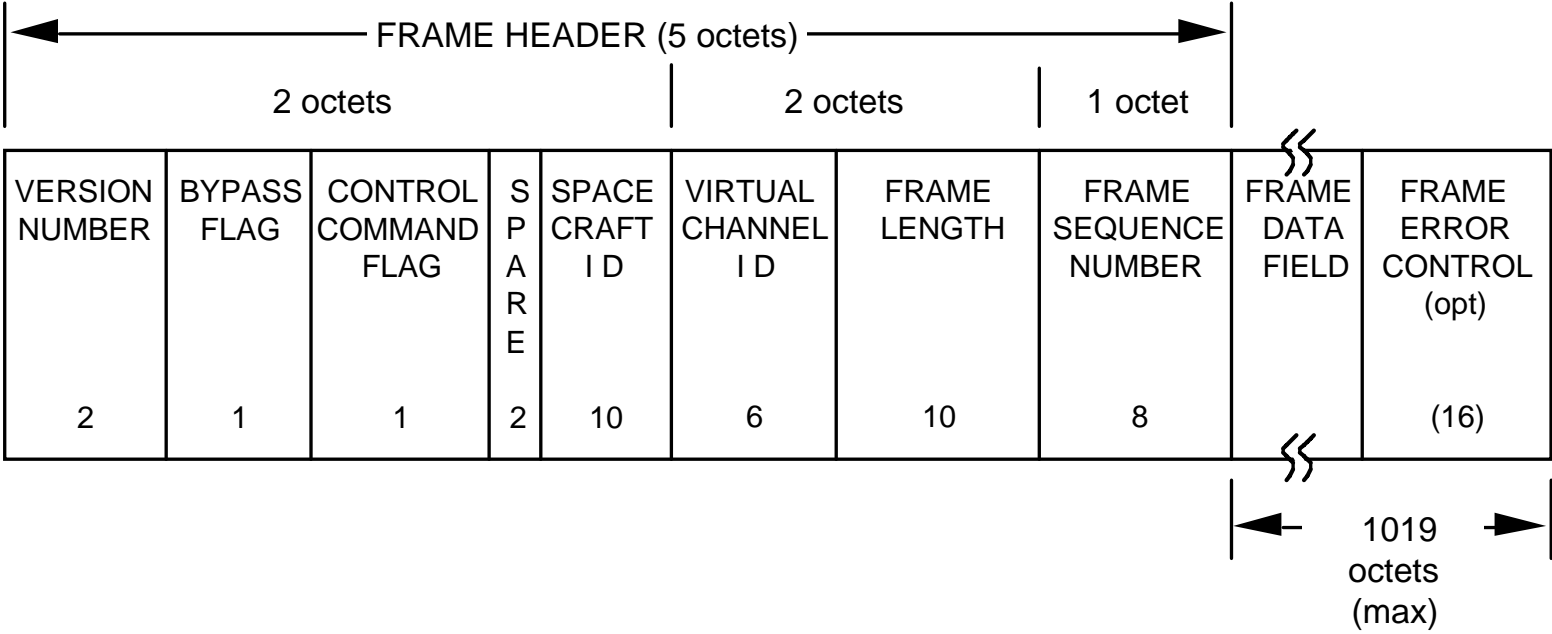 FRAME HEADER (5 octets)
2 octets
2 octets
1 octet
VERSION
NUMBER
2
BYPASS
FLAG
1
CONTROL
COMMAND
FLAG
1
S
P
A
R
E
2
SPACE
CRAFT
I D
10
VIRTUAL
CHANNEL
I D
6
FRAME
LENGTH
10
FRAME
SEQUENCE
NUMBER
8
FRAME
DATA
FIELD
FRAME
ERROR
CONTROL
(opt)
(16)
1019
octets
(max)